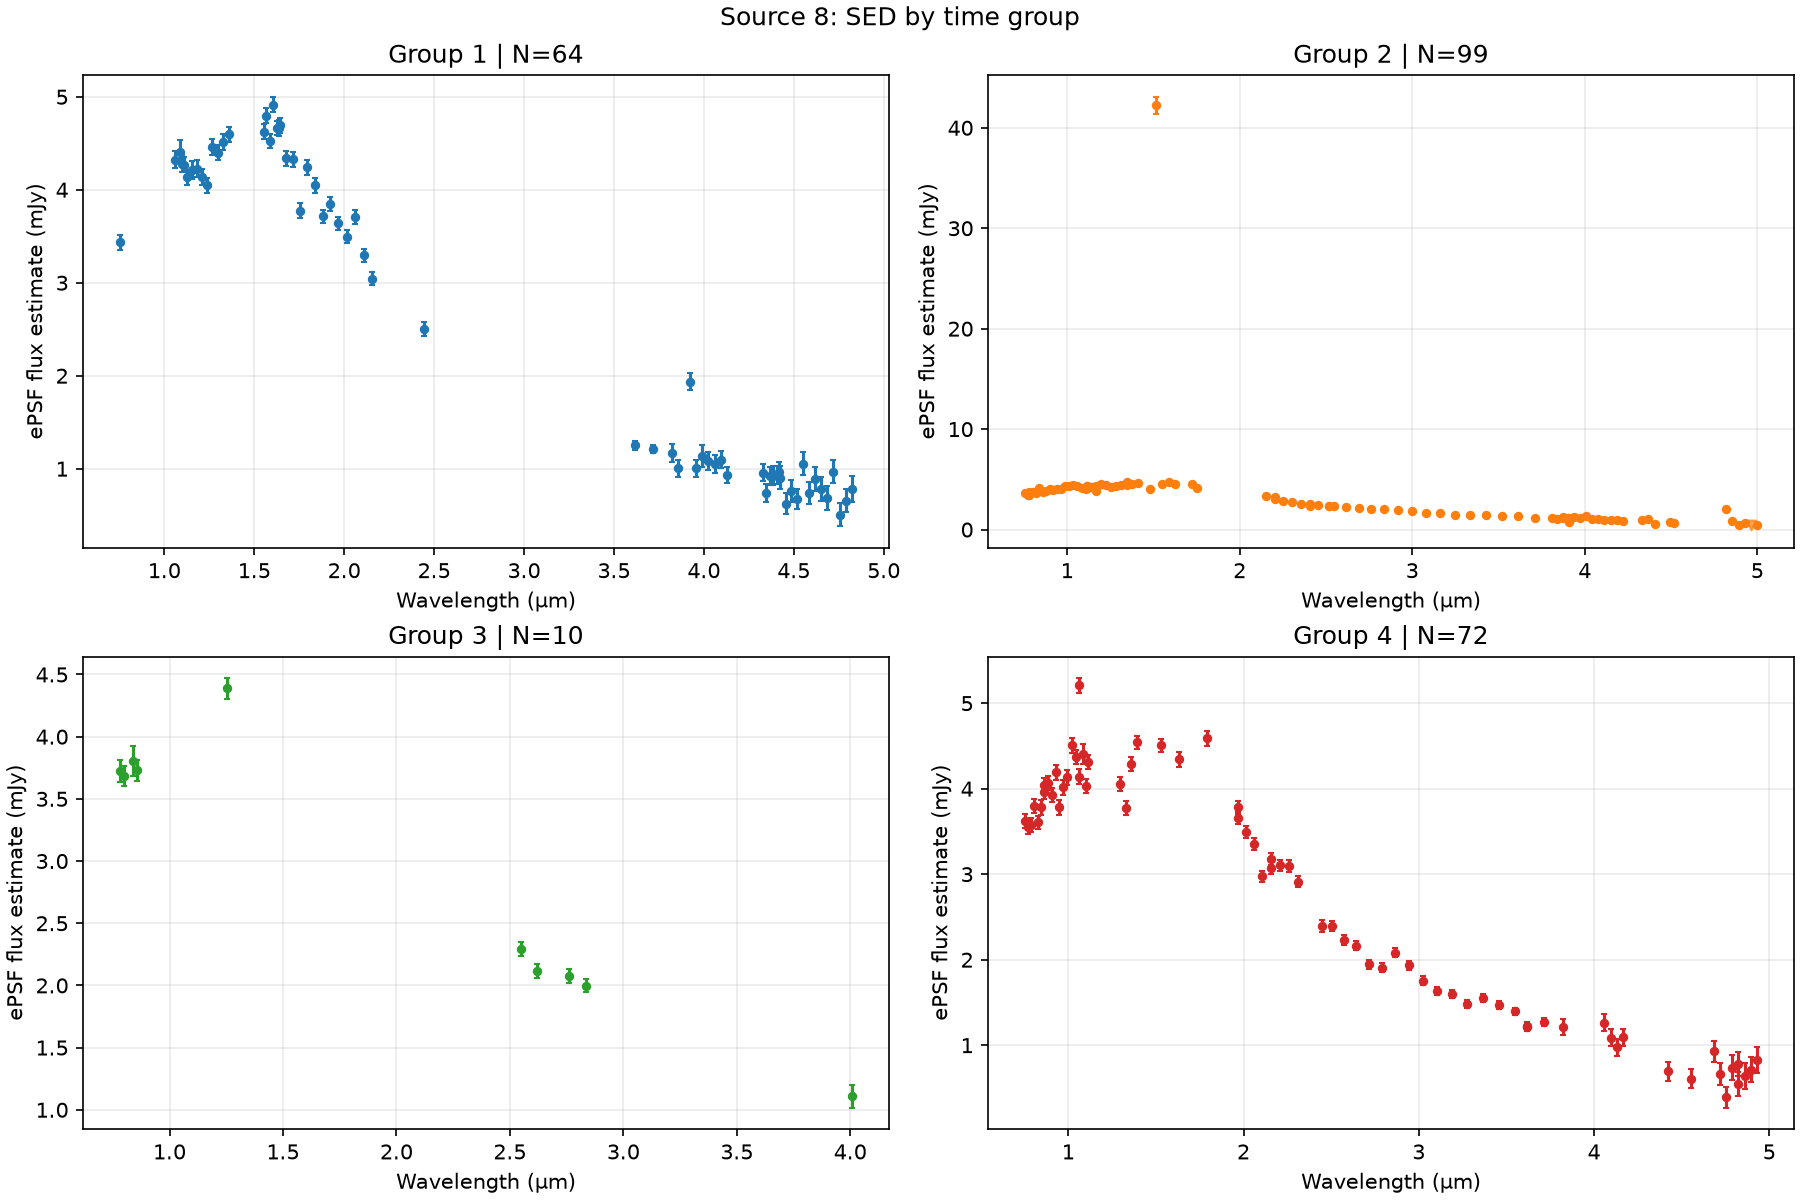 Source 8: SED by time group
Group 1 | N=64
ePSF flux estimate (mJy)
5
4
3
2
1
1.0 1.5 2.0 2.5 3.0 3.5 4.0 4.5 5.0
Wavelength (µm)
Group 2 | N=99
ePSF flux estimate (mJy)
40
30
20
10
0
1 2 3 4 5
Wavelength (µm)
Group 3 | N=10
ePSF flux estimate (mJy)
4.5
4.0
3.5
3.0
2.5
2.0
1.5
1.0
1.0 1.5 2.0 2.5 3.0 3.5 4.0
Wavelength (µm)
Group 4 | N=72
ePSF flux estimate (mJy)
5
4
3
2
1
1 2 3 4 5
Wavelength (µm)